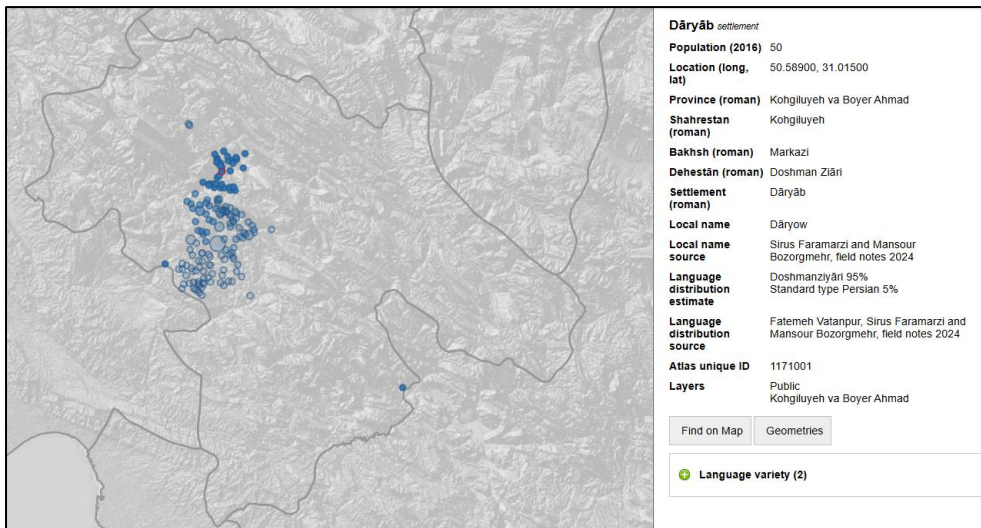 Dāryāb settlement
Population (2016) 50
Location (long, lat) 50.58900, 31.01500
Province (roman) Kohgiluyeh va Boyer Ahmad
Shahrestan (roman) Kohgiluyeh
Bakhsh (roman) Markazi
Dehestān (roman) Doshman Ziāri
Settlement (roman) Dāryāb
Local name Dāryow
Local name source Sirus Faramarzi and Mansour Bozorgmehr, field notes 2024
Language distribution estimate Doshmanziyāri 95%
Standard type Persian 5%
Language distribution source Fatemeh Vatanpur, Sirus Faramarzi and Mansour Bozorgmehr, field notes 2024
Atlas unique ID 1171001
Layers Public
Kohgiluyeh va Boyer Ahmad
Find on Map Geometries
Language variety (2)